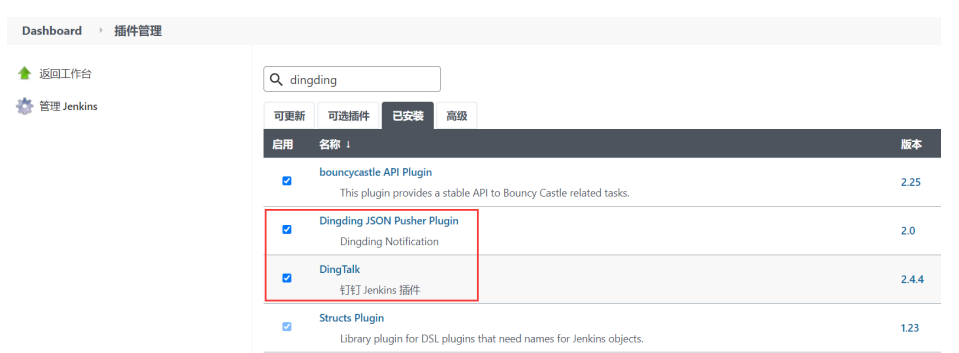 Dashboard 插件管理
返回工作台
管理 Jenkins
dingding
可更新 可选插件 已安装 高级
启用 名称 ↓ 版本
bouncycastle API Plugin
This plugin provides a stable API to Bouncy Castle related tasks.
2.25
Dingding JSON Pusher Plugin
Dingding Notification
2.0
DingTalk
钉钉 Jenkins 插件
2.4.4
Structs Plugin
Library plugin for DSL plugins that need names for Jenkins objects.
1.23